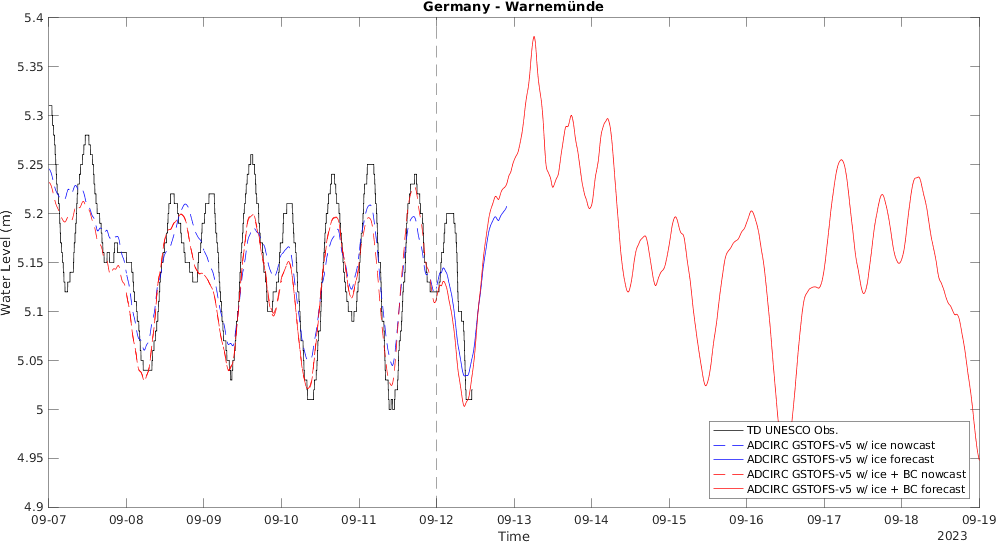 Germany - Warnemünde
5.4
5.35
5.3
5.25
5.2
5.15
5.1
5.05
5
4.95
4.9
Water Level (m)
TD UNESCO Obs.
ADCIRC GSTOFS-v5 w/ ice nowcast
ADCIRC GSTOFS-v5 w/ ice forecast
ADCIRC GSTOFS-v5 w/ ice + BC nowcast
ADCIRC GSTOFS-v5 w/ ice + BC forecast
09-07 09-08 09-09 09-10 09-11 09-12 09-13 09-14 09-15 09-16 09-17 09-18 09-19
Time
2023